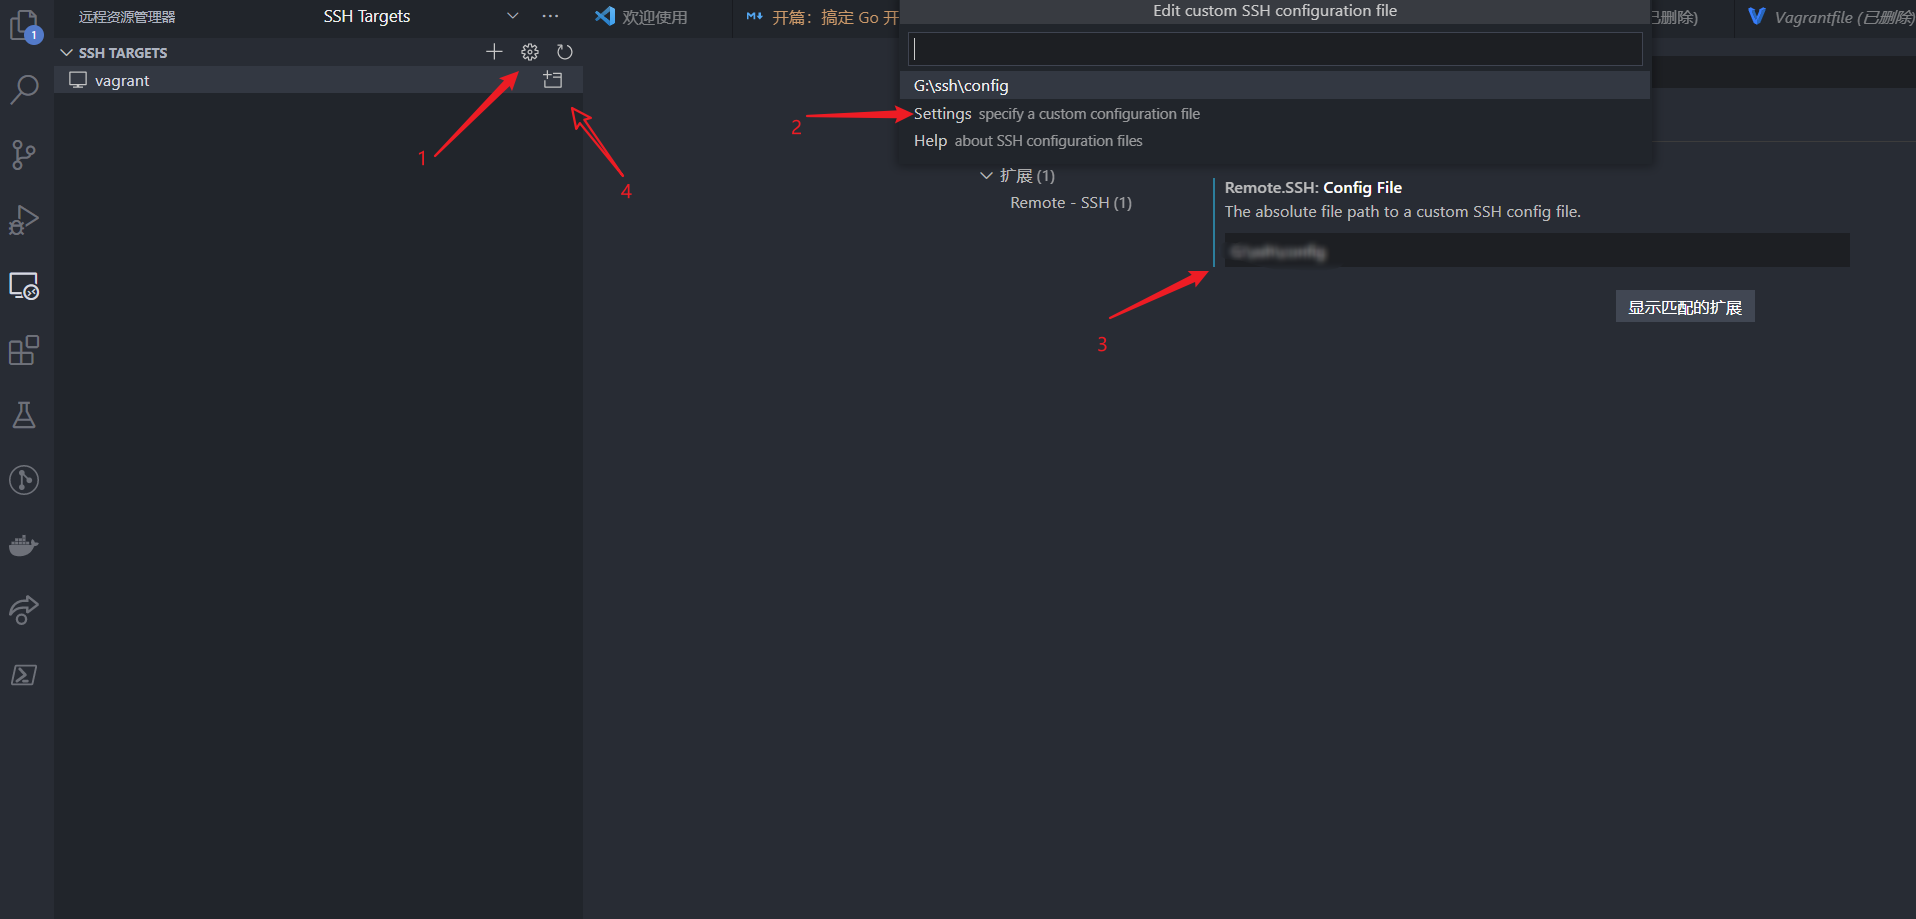 远程资源管理器
SSH Targets
欢迎使用
开篇：搞定 Go 开
Edit custom SSH configuration file
已删除)
Vagrantfile (已删除)
1
SSH TARGETS
vagrant
G:\ssh\config
Settings specify a custom configuration file
Help about SSH configuration files
1
2
3
4
扩展 (1)
Remote - SSH (1)
Remote.SSH: Config File
The absolute file path to a custom SSH config file.
显示匹配的扩展